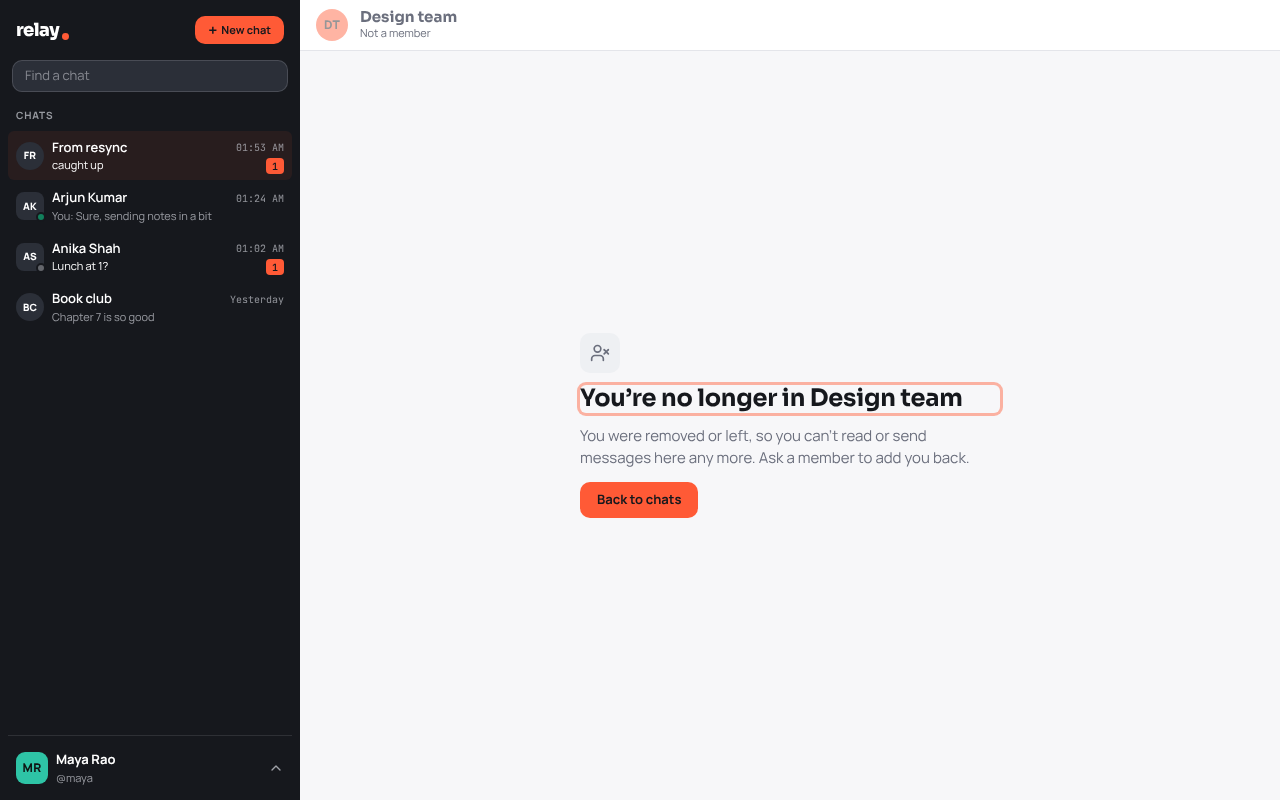 relay.
+ New chat
Find a chat
CHATS
FR
From resync
01:53 AM
caught up
1
AK
Arjun Kumar
01:24 AM
You: Sure, sending notes in a bit
AS
Anika Shah
01:02 AM
Lunch at 1?
1
BC
Book club
Yesterday
Chapter 7 is so good
MR
Maya Rao
@maya
DT
Design team
Not a member
You’re no longer in Design team
You were removed or left, so you can’t read or send
messages here any more. Ask a member to add you back.
Back to chats